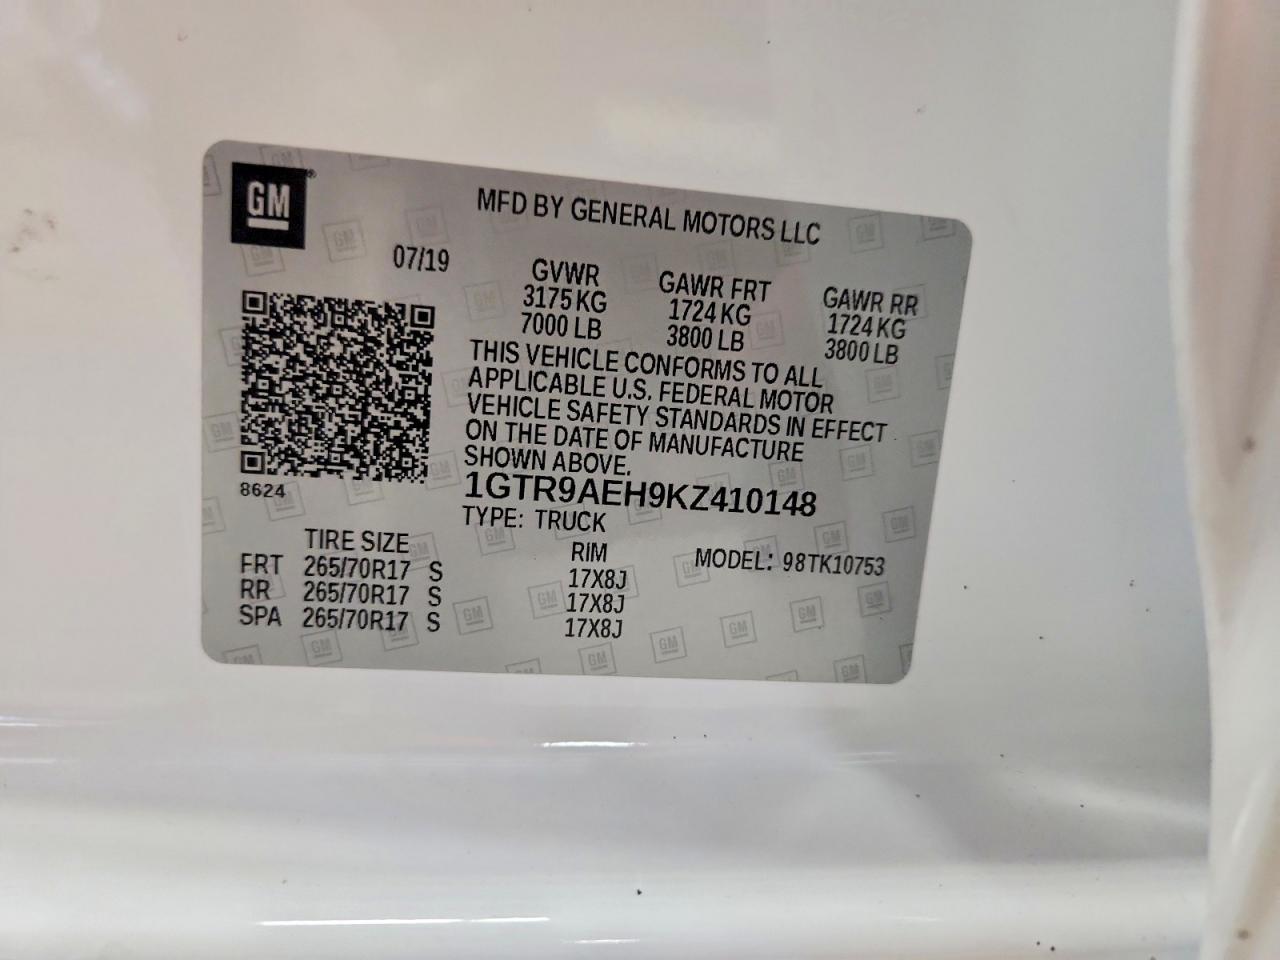 GM®
MFD BY GENERAL MOTORS LLC
07/19
GVWR GAWR FRT GAWR RR
3175 KG 1724 KG 1724 KG
7000 LB 3800 LB 3800 LB
THIS VEHICLE CONFORMS TO ALL
APPLICABLE U.S. FEDERAL MOTOR
VEHICLE SAFETY STANDARDS IN EFFECT
ON THE DATE OF MANUFACTURE
SHOWN ABOVE.
8624
1GTR9AEH9KZ410148
TYPE: TRUCK
TIRE SIZE RIM MODEL: 98TK10753
FRT 265/70R17 S 17X8J
RR 265/70R17 S 17X8J
SPA 265/70R17 S 17X8J